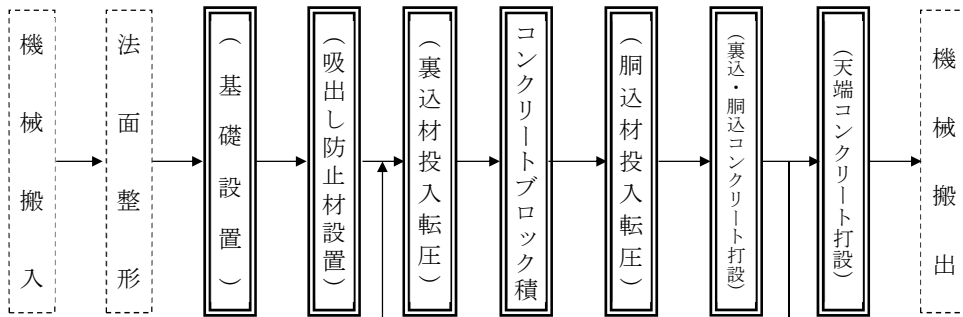 機械搬入
法面整形
（基礎設置）
（吸出し防止材設置）
（裏込材投入転圧）
コンクリートブロック積
（胴込材投入転圧）
（裏込・胴込コンクリート打設）
（天端コンクリート打設）
機械搬出